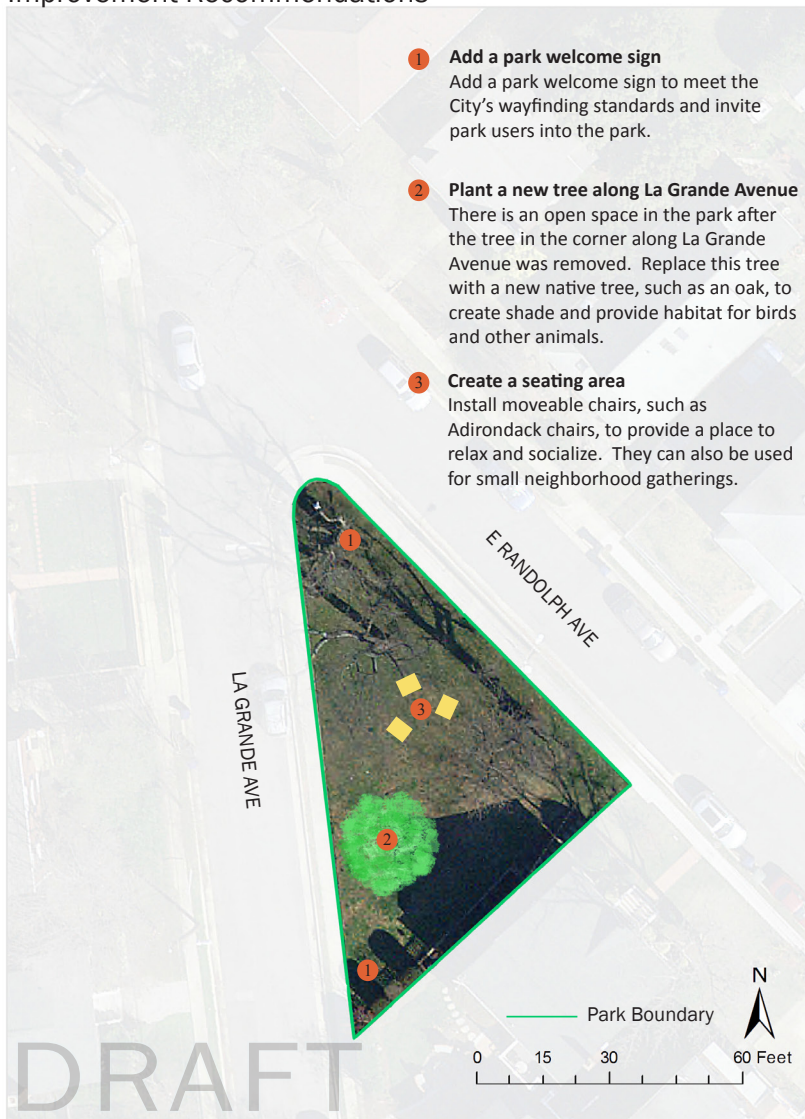 Improvement Recommendations
1 Add a park welcome sign
Add a park welcome sign to meet the
City's wayfinding standards and invite
park users into the park.
2 Plant a new tree along La Grande Avenue
There is an open space in the park after
the tree in the corner along La Grande
Avenue was removed.  Replace this tree
with a new native tree, such as an oak, to
create shade and provide habitat for birds
and other animals.
3 Create a seating area
Install moveable chairs, such as
Adirondack chairs, to provide a place to
relax and socialize.  They can also be used
for small neighborhood gatherings.
1
E RANDOLPH AVE
LA GRANDE AVE
3
2
1
N
Park Boundary
0 15 30 60 Feet
DRAFT